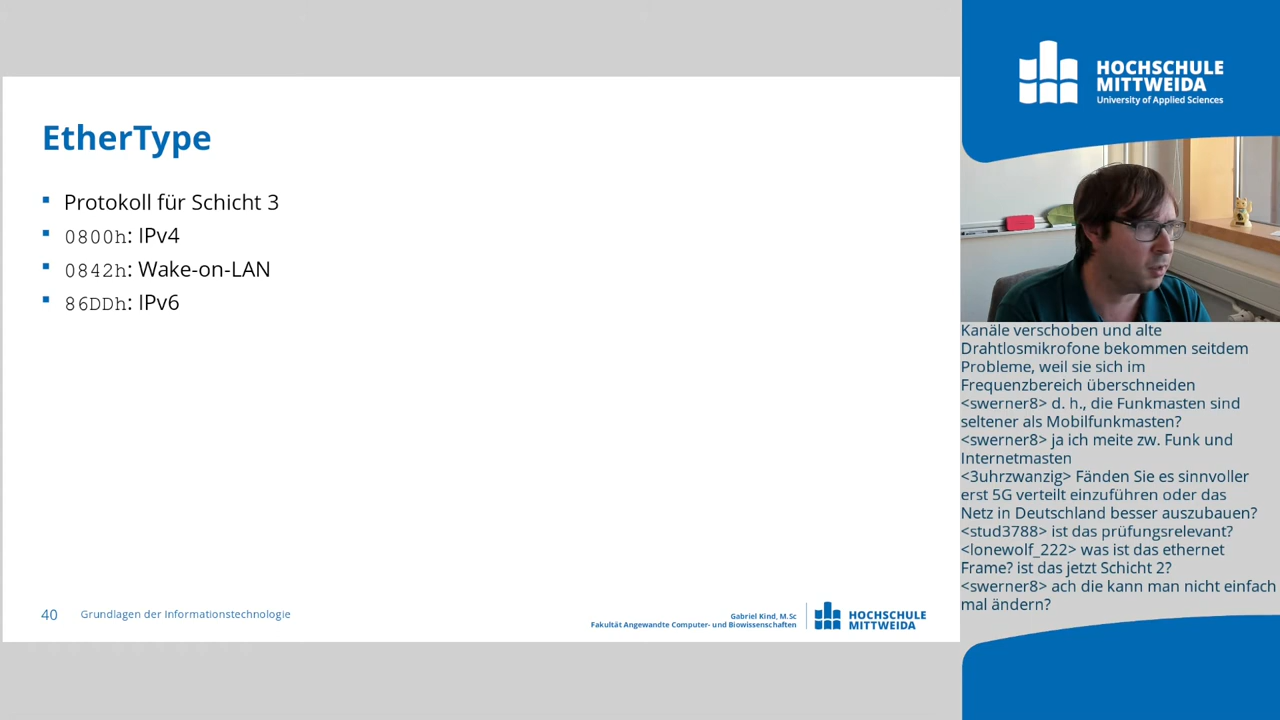 EtherType
Protokoll für Schicht 3
0800h: IPv4
0842h: Wake-on-LAN
86DDh: IPv6
40
Grundlagen der Informationstechnologie
Gabriel Kind, M.Sc
Fakultät Angewandte Computer- und Biowissenschaften
HOCHSCHULE
MITTWEIDA
HOCHSCHULE
MITTWEIDA
University of Applied Sciences
Kanäle verschoben und alte
Drahtlosmikrofone bekommen seitdem
Probleme, weil sie sich im
Frequenzbereich überschneiden
<swerner8> d. h., die Funkmasten sind
seltener als Mobilfunkmasten?
<swerner8> ja ich meite zw. Funk und
Internetmasten
<3uhrzwanzig> Fänden Sie es sinnvoller
erst 5G verteilt einzuführen oder das
Netz in Deutschland besser auszubauen?
<stud3788> ist das prüfungsrelevant?
<lonewolf_222> was ist das ethernet
Frame? ist das jetzt Schicht 2?
<swerner8> ach die kann man nicht einfach
mal ändern?